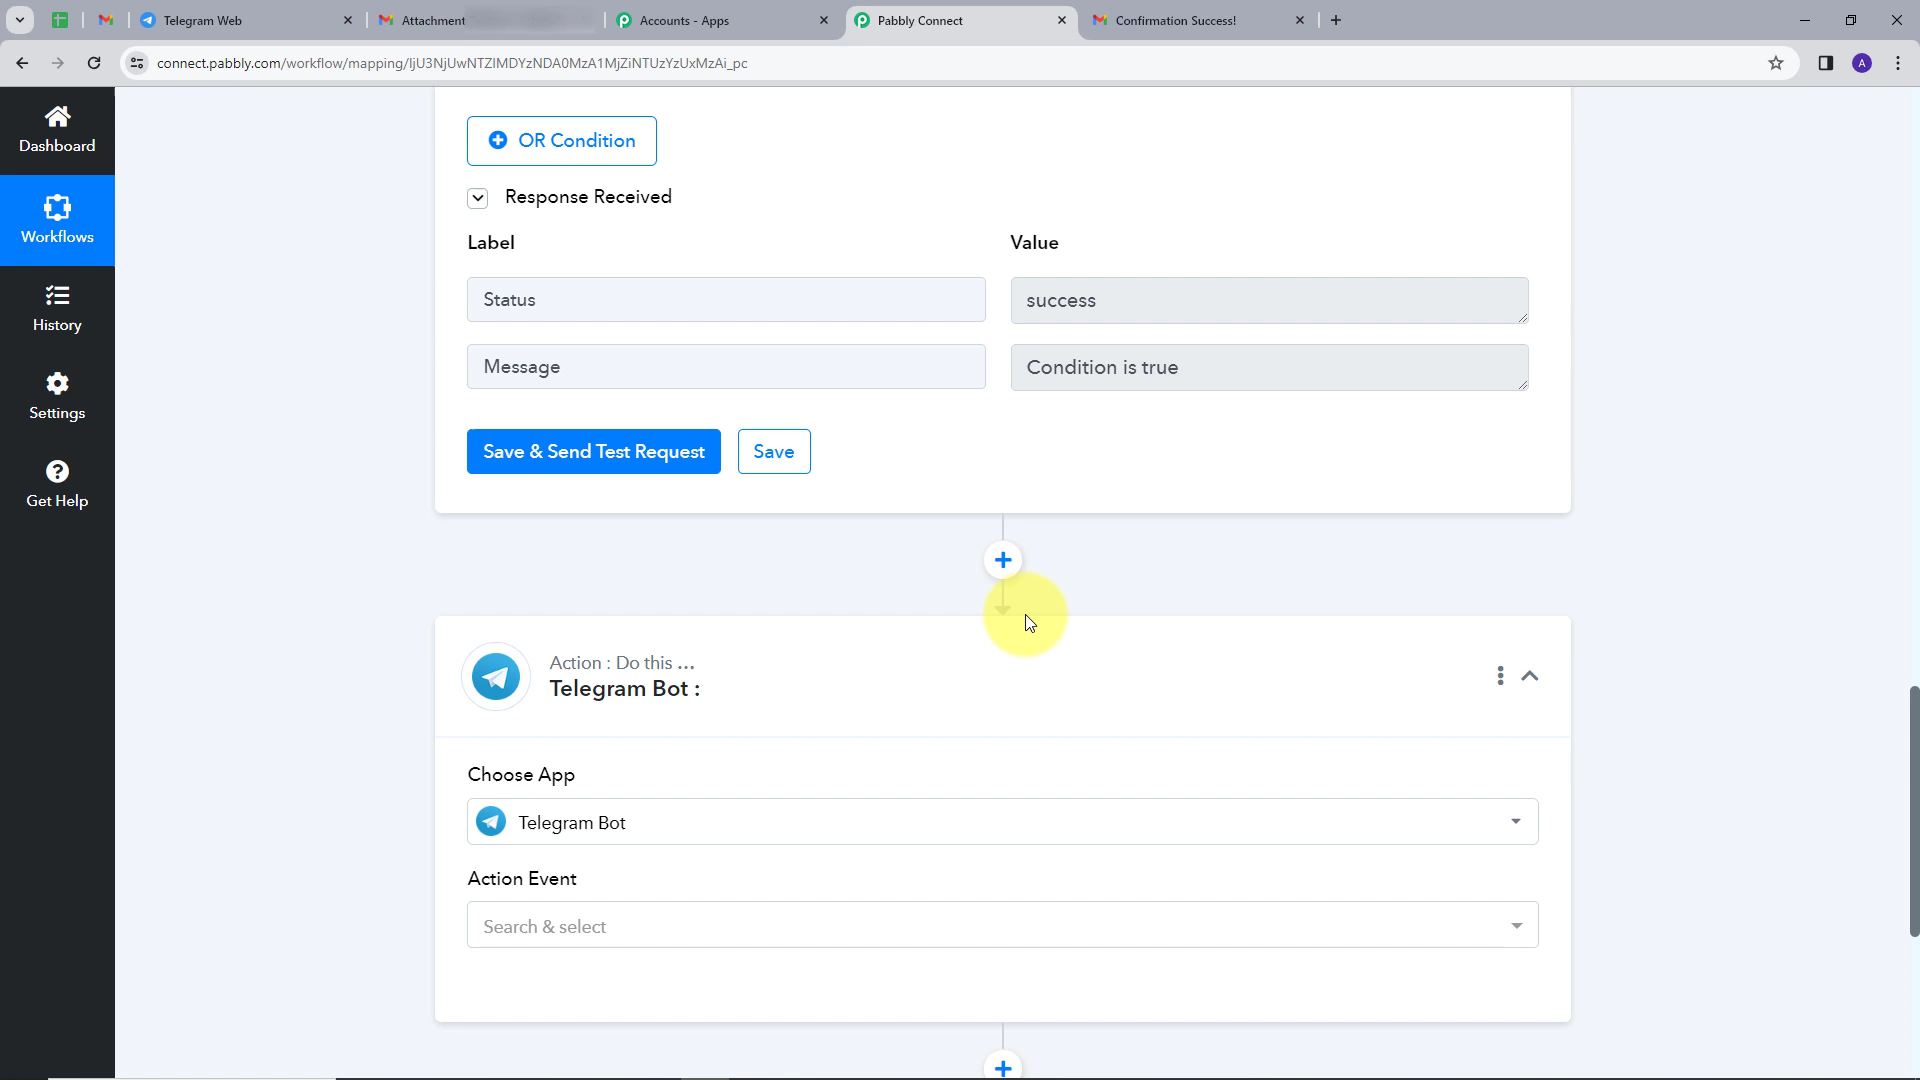 Telegram Web
Attachment
Accounts - Apps
Pabbly Connect
Confirmation Success!
connect.pabbly.com/workflow/mapping/IjU3NjUwNTZlMDYzNDA0MzA1MjZiNTUzYzUxMzAi_pc
A
Dashboard
Workflows
History
Settings
Get Help
OR Condition
Response Received
Label Value
Status success
Message Condition is true
Save & Send Test Request Save
Action : Do this ...
Telegram Bot :
Choose App
Telegram Bot
Action Event
Search & select